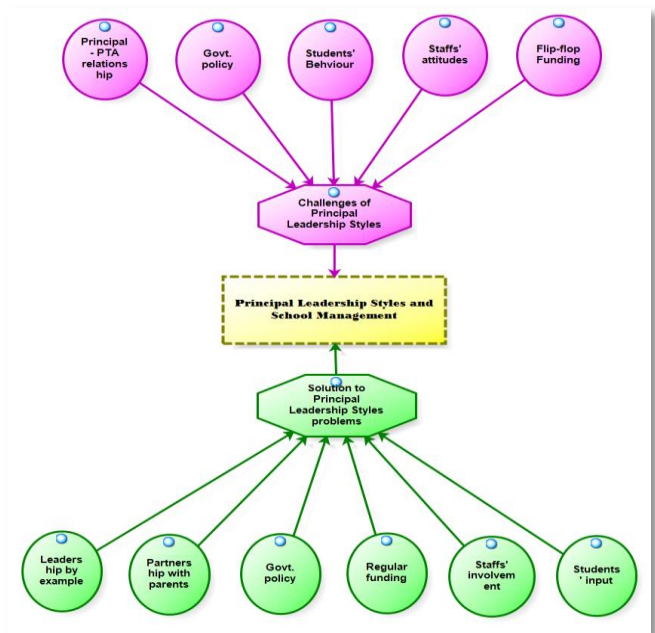 Principal
- PTA
relations
hip
Govt.
policy
Students'
Behviour
Staffs'
attitudes
Flip-flop
Funding
Challenges of
Principal
Leadership Styles
Principal Leadership Styles and
School Management
Solution to
Principal
Leadership Styles
problems
Leaders
hip by
example
Partners
hip with
parents
Govt.
policy
Regular
funding
Staffs'
involvem
ent
Students
' input